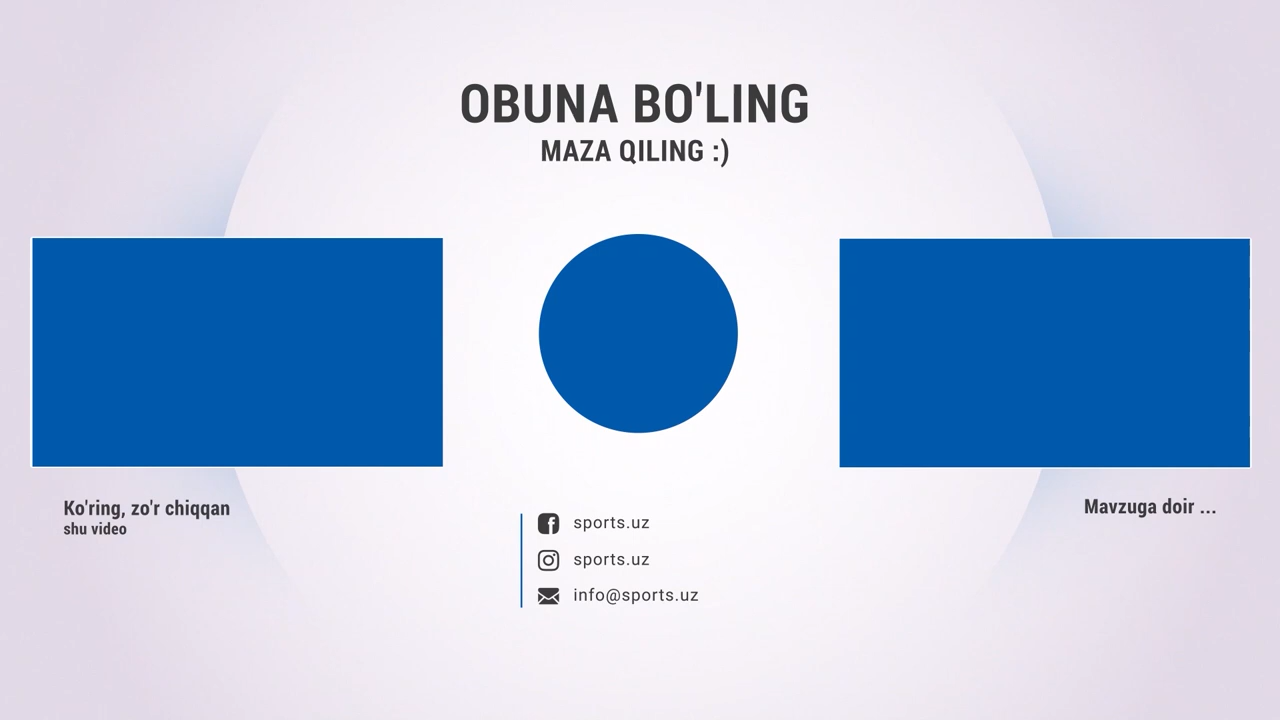 OBUNA BO'LING
MAZA QILING :)
Ko'ring, zo'r chiqqan
shu video
Mavzuga doir ...
sports.uz
sports.uz
info@sports.uz